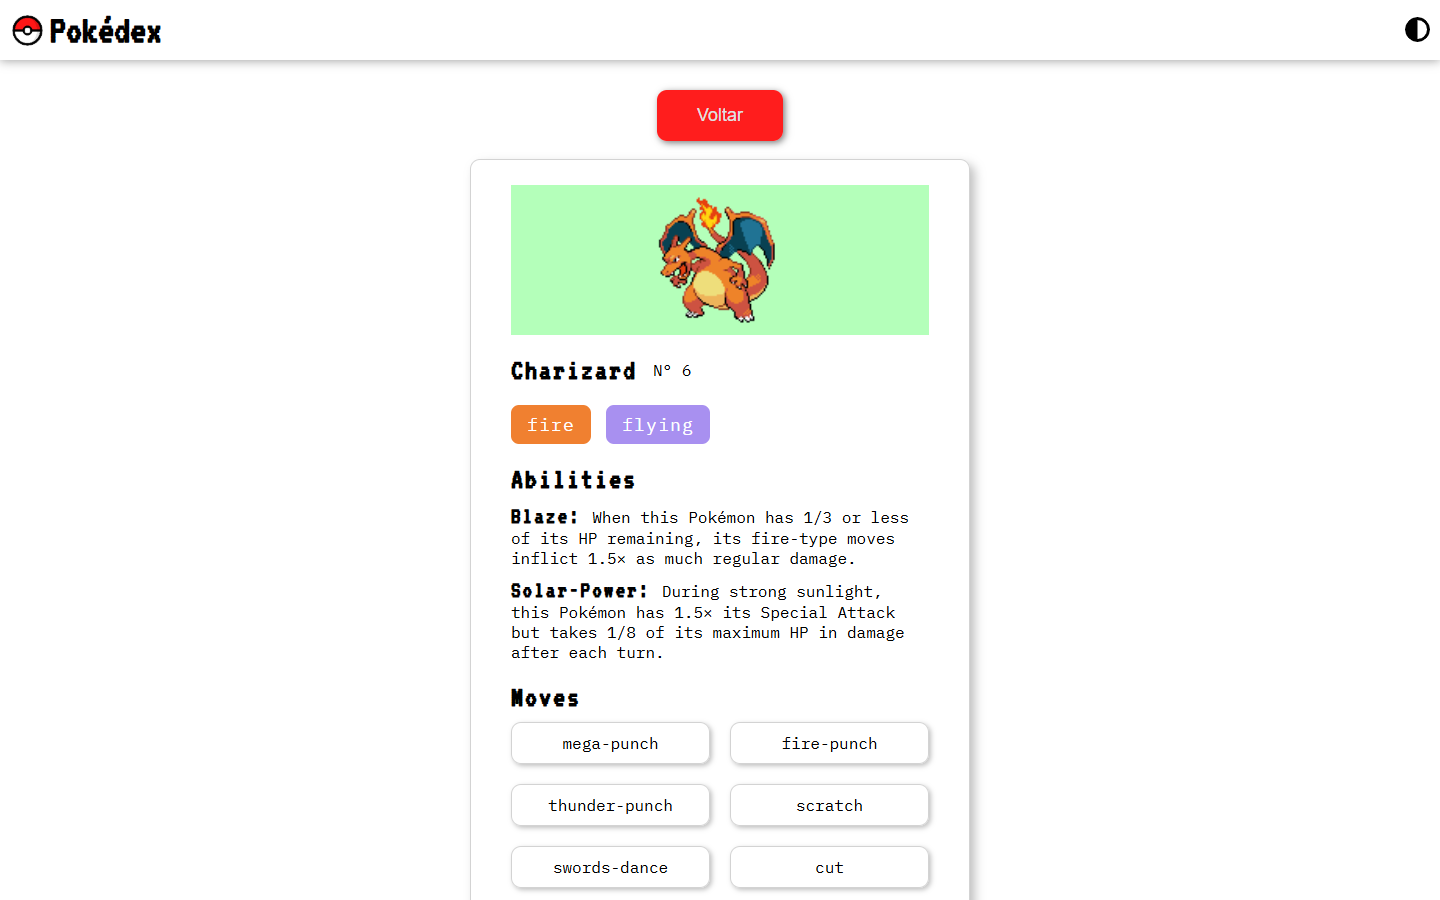 Pokédex
Voltar
Charizard N° 6
fire flying
Abilities
Blaze: When this Pokémon has 1/3 or less
of its HP remaining, its fire-type moves
inflict 1.5× as much regular damage.
Solar-Power: During strong sunlight,
this Pokémon has 1.5× its Special Attack
but takes 1/8 of its maximum HP in damage
after each turn.
Moves
mega-punch fire-punch
thunder-punch scratch
swords-dance cut